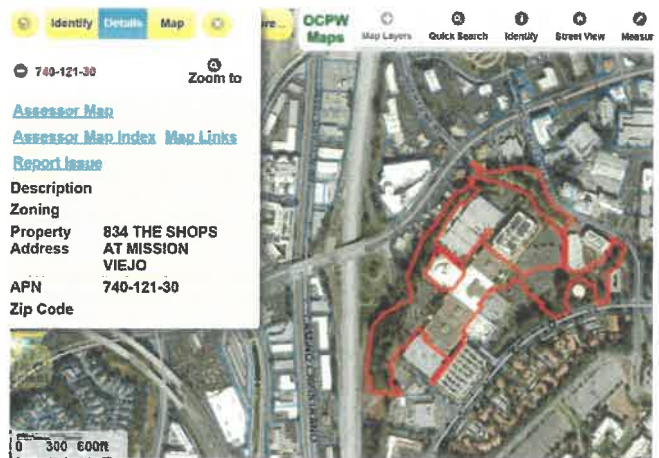 Identify Details Map
OCPW Maps
Map Layers
Quick Search
Identify
Street View
Measur
740-121-30
Zoom to
Assessor Map
Assessor Map Index Map Links
Report Issue
Description
Zoning
Property Address 834 THE SHOPS AT MISSION VIEJO
APN 740-121-30
Zip Code
0 300 600ft